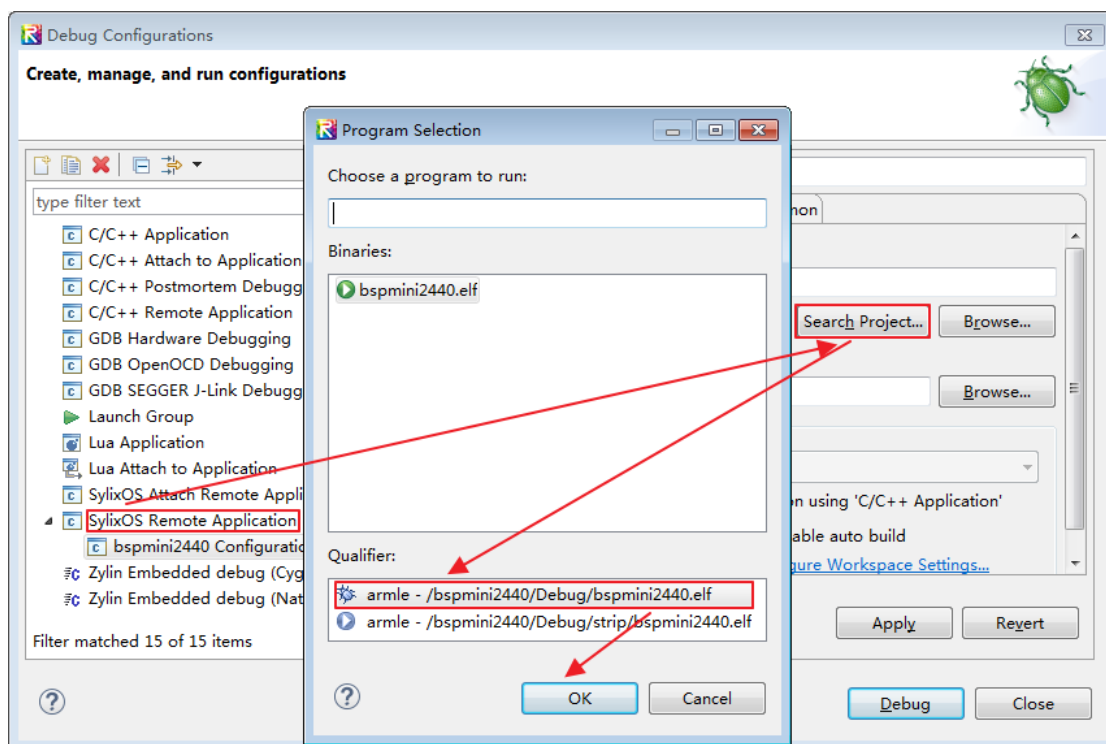 Debug Configurations
Create, manage, and run configurations
type filter text
C/C++ Application
C/C++ Attach to Application
C/C++ Postmortem Debugg
C/C++ Remote Application
GDB Hardware Debugging
GDB OpenOCD Debugging
GDB SEGGER J-Link Debugg
Launch Group
Lua Application
Lua Attach to Application
SylixOS Attach Remote Appli
SylixOS Remote Application
bspmini2440 Configuratio
Zylin Embedded debug (Cyg
Zylin Embedded debug (Nat
Filter matched 15 of 15 items
Program Selection
Choose a program to run:
Binaries:
bspmini2440.elf
Qualifier:
armle - /bspmini2440/Debug/bspmini2440.elf
armle - /bspmini2440/Debug/strip/bspmini2440.elf
OK
Cancel
mon
Search Project...
Browse...
Browse...
on using 'C/C++ Application'
able auto build
gure Workspace Settings...
Apply
Revert
Debug
Close